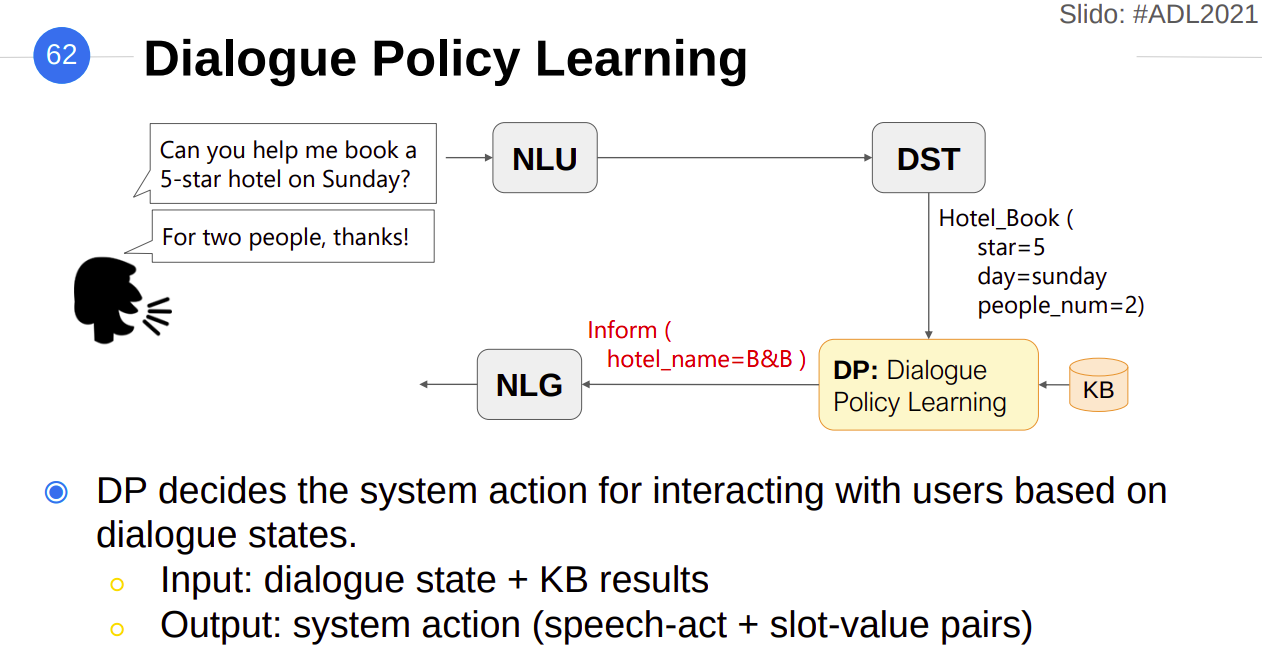 Slido: #ADL2021
62
Dialogue Policy Learning
Can you help me book a
5-star hotel on Sunday?
For two people, thanks!
NLU
DST
Hotel_Book (
star=5
day=sunday
people_num=2)
Inform (
hotel_name=B&B )
NLG
DP: Dialogue
Policy Learning
KB
DP decides the system action for interacting with users based on
dialogue states.
Input: dialogue state + KB results
Output: system action (speech-act + slot-value pairs)